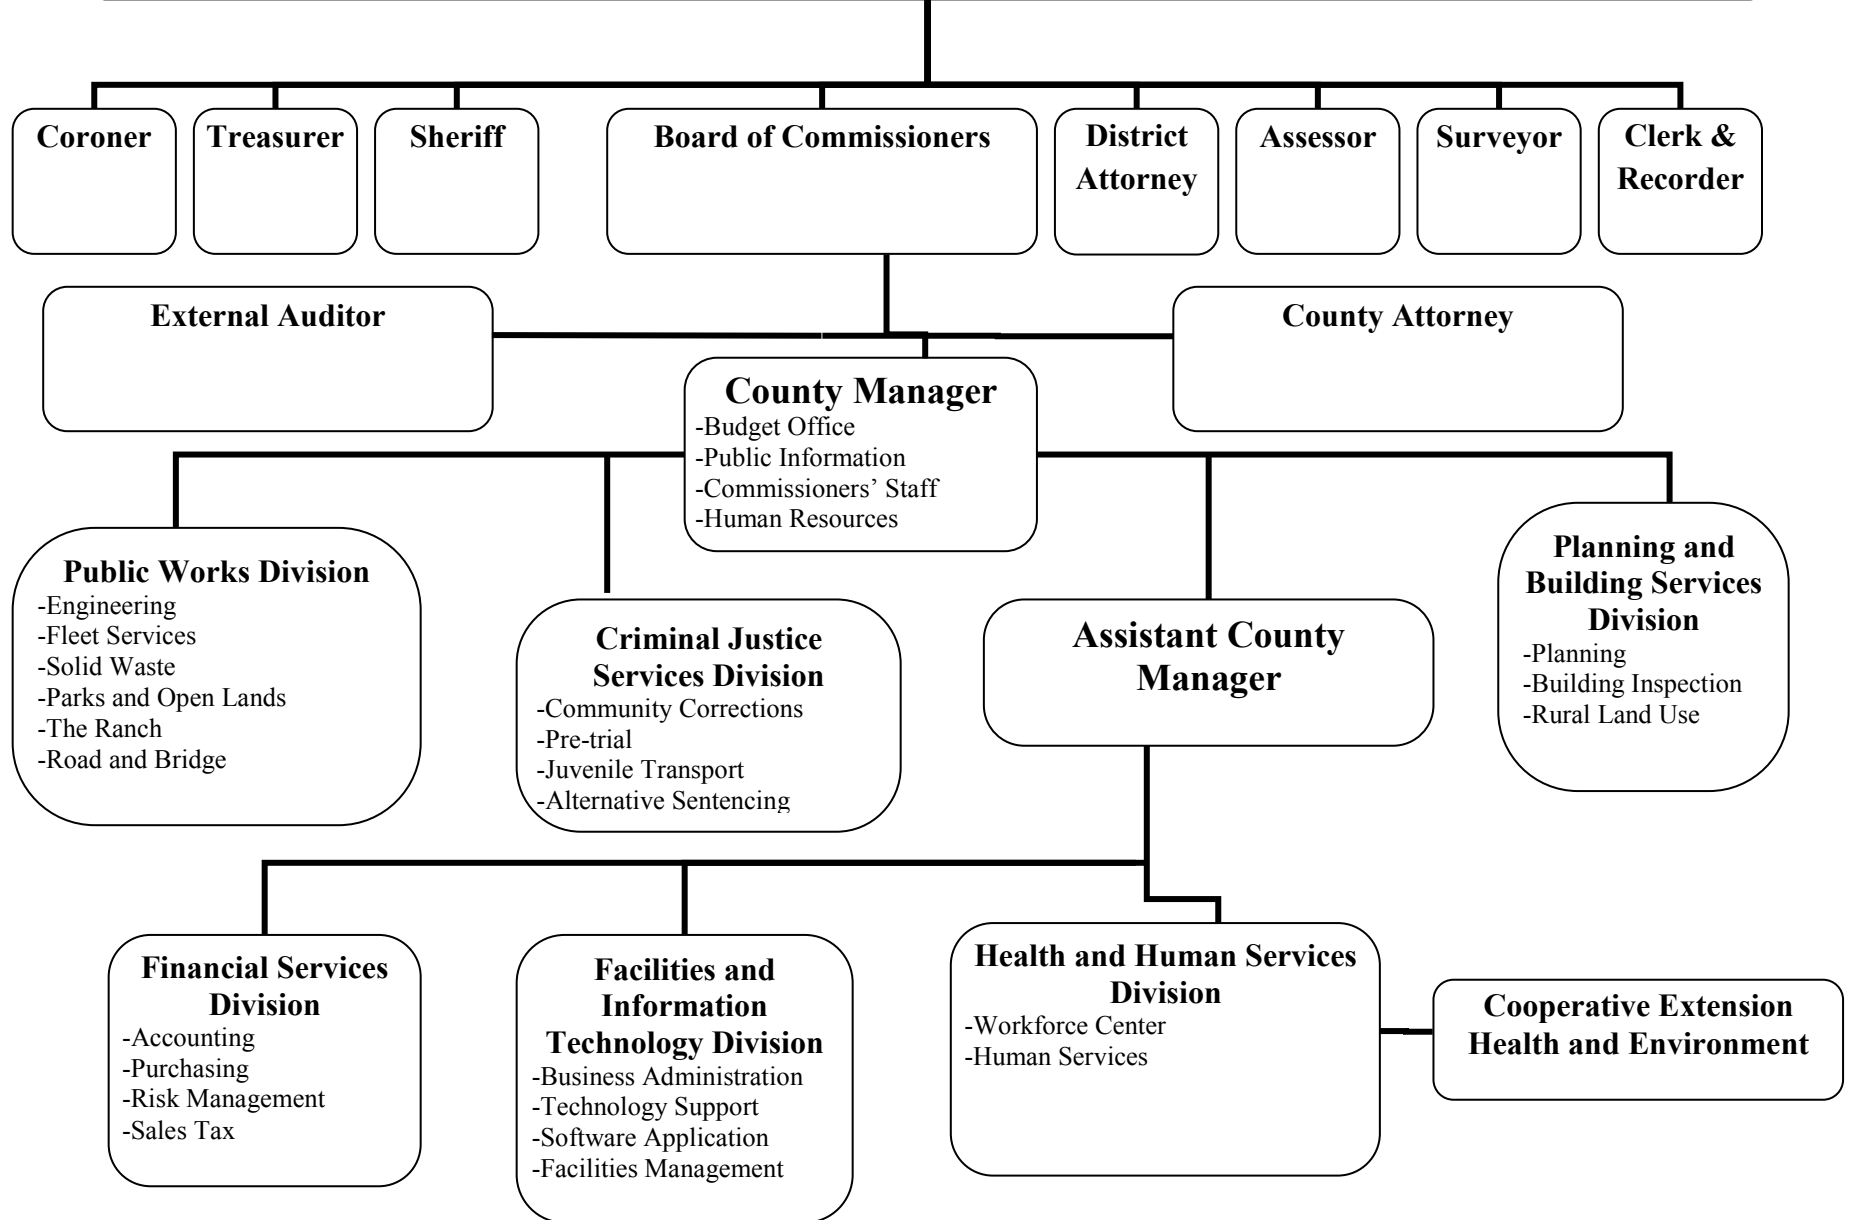 Coroner
Treasurer
Sheriff
Board of Commissioners
District
Attorney
Assessor
Surveyor
Clerk &
Recorder
External Auditor
County Attorney
County Manager
-Budget Office
-Public Information
-Commissioners’ Staff
-Human Resources
Public Works Division
-Engineering
-Fleet Services
-Solid Waste
-Parks and Open Lands
-The Ranch
-Road and Bridge
Criminal Justice
Services Division
-Community Corrections
-Pre-trial
-Juvenile Transport
-Alternative Sentencing
Assistant County
Manager
Planning and
Building Services
Division
-Planning
-Building Inspection
-Rural Land Use
Financial Services
Division
-Accounting
-Purchasing
-Risk Management
-Sales Tax
Facilities and
Information
Technology Division
-Business Administration
-Technology Support
-Software Application
-Facilities Management
Health and Human Services
Division
-Workforce Center
-Human Services
Cooperative Extension
Health and Environment